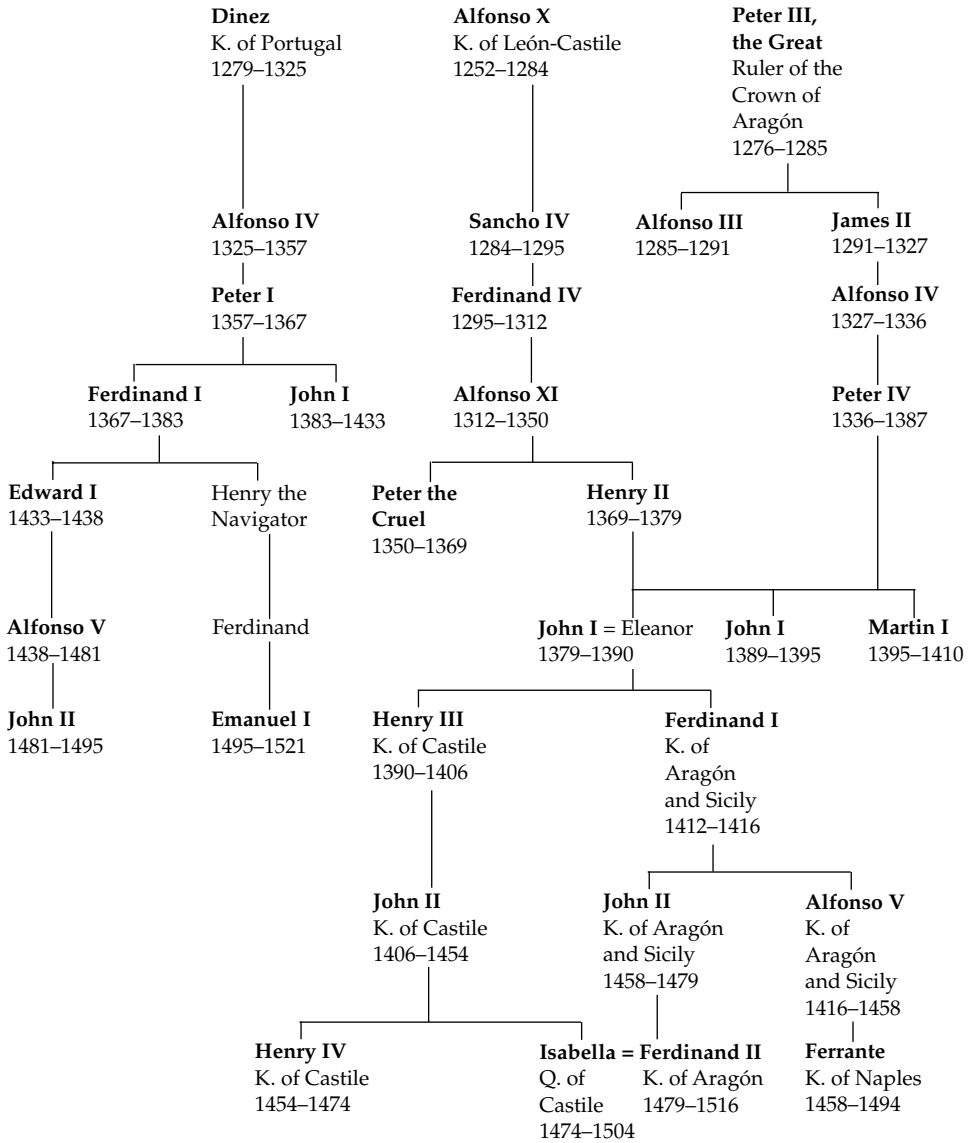 Dinez
K. of Portugal
1279–1325
Alfonso X
K. of León-Castile
1252–1284
Peter III,
the Great
Ruler of the
Crown of
Aragón
1276–1285
Alfonso IV
1325–1357
Sancho IV
1284–1295
Alfonso III
1285–1291
James II
1291–1327
Peter I
1357–1367
Ferdinand IV
1295–1312
Alfonso IV
1327–1336
Ferdinand I
1367–1383
John I
1383–1433
Alfonso XI
1312–1350
Peter IV
1336–1387
Edward I
1433–1438
Henry the
Navigator
Peter the
Cruel
1350–1369
Henry II
1369–1379
Alfonso V
1438–1481
Ferdinand
John I = Eleanor
1379–1390
John I
1389–1395
Martin I
1395–1410
John II
1481–1495
Emanuel I
1495–1521
Henry III
K. of Castile
1390–1406
Ferdinand I
K. of
Aragón
and Sicily
1412–1416
John II
K. of Castile
1406–1454
John II
K. of Aragón
and Sicily
1458–1479
Alfonso V
K. of
Aragón
and Sicily
1416–1458
Henry IV
K. of Castile
1454–1474
Isabella = Ferdinand II
Q. of
Castile
1474–1504
K. of Aragón
1479–1516
Ferrante
K. of Naples
1458–1494